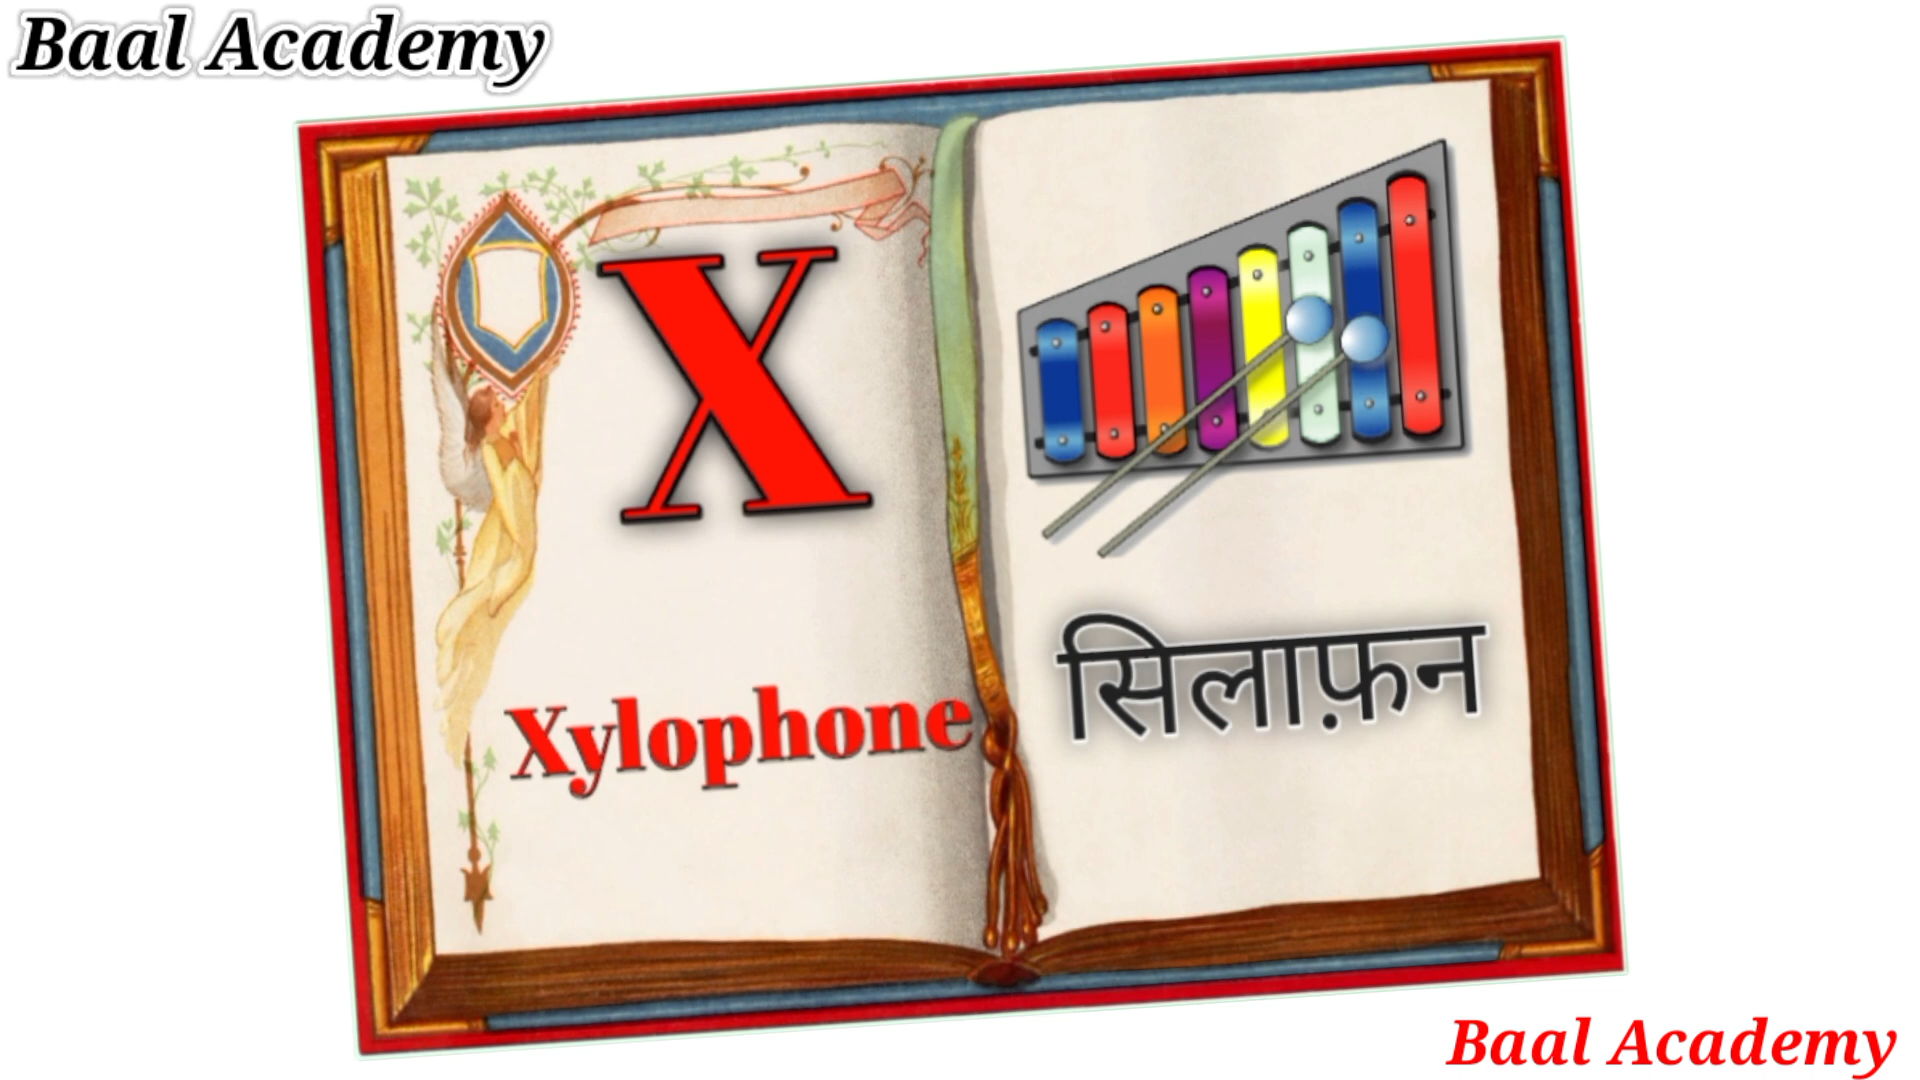 Baal Academy
X
Xylophone
सिलाफ़न
Baal Academy